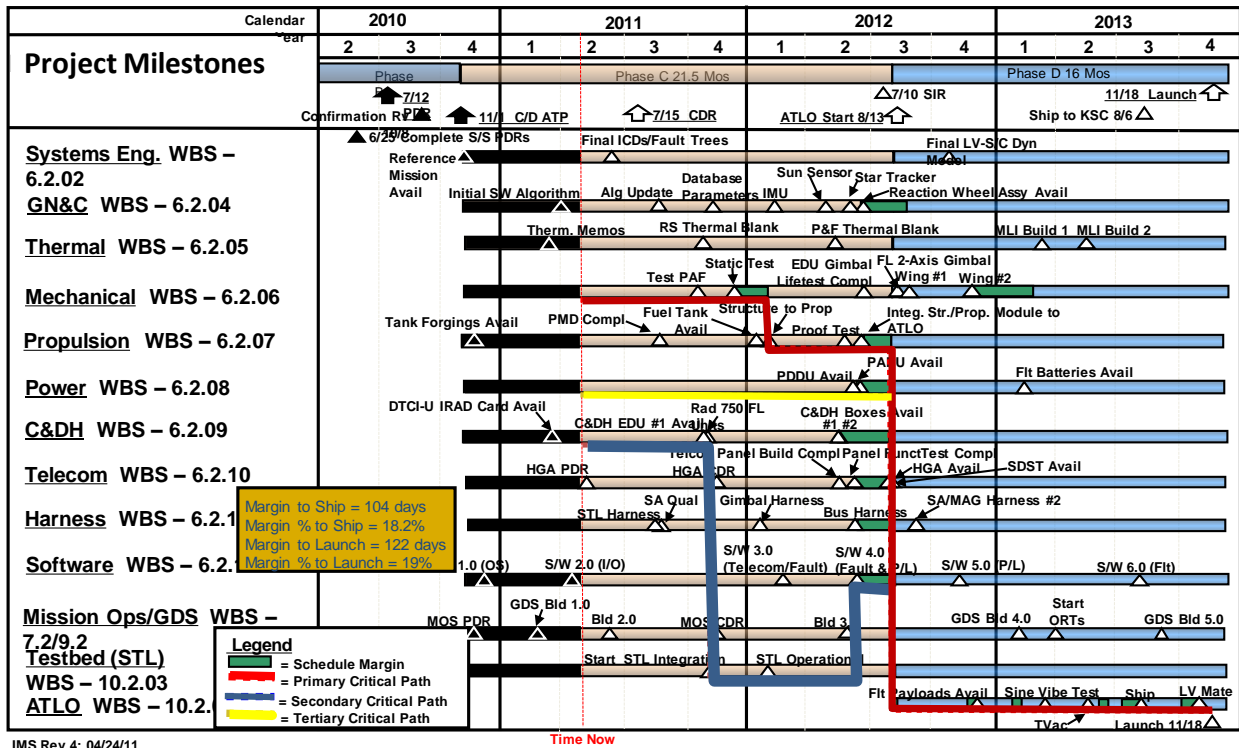 Calendar Year
2010 2011 2012 2013
2 3 4 1 2 3 4 1 2 3 4 1 2 3 4
Project Milestones
Phase
Phase C 21.5 Mos
Phase D 16 Mos
7/12
PDR
Confirmation Rv
11/1 C/D ATP
7/15 CDR
7/10 SIR
ATLO Start 8/13
Ship to KSC 8/6
11/18 Launch
6/25 Complete S/S PDRs
Systems Eng. WBS –
6.2.02
Reference
Mission
Avail
Final ICDs/Fault Trees
Final LV-S/C Dyn
Model
GN&C WBS – 6.2.04
Initial SW Algorithm
Alg Update
Database
Parameters
IMU
Sun Sensor
Star Tracker
Reaction Wheel Assy Avail
Thermal WBS – 6.2.05
Therm. Memos
RS Thermal Blank
P&F Thermal Blank
MLI Build 1
MLI Build 2
Mechanical WBS – 6.2.06
Test PAF
Static Test
EDU Gimbal
Lifetest Compl
FL 2-Axis Gimbal
Wing #1
Wing #2
Propulsion WBS – 6.2.07
Tank Forgings Avail
PMD Compl
Fuel Tank
Avail
Structure to Prop
Proof Test
Integ. Str./Prop. Module to
ATLO
Power WBS – 6.2.08
PDDU Avail
Flt Batteries Avail
C&DH WBS – 6.2.09
DTCI-U IRAD Card Avail
C&DH EDU #1 Avail
Rad 750 FL
Units
C&DH Boxes Avail
#1 #2
Telecom WBS – 6.2.10
HGA PDR
HGA CDR
Panel Build Compl
Panel FunctTest Compl
HGA Avail
SDST Avail
Harness WBS – 6.2.1
STL Harness
SA Qual
Gimbal Harness
Bus Harness
SA/MAG Harness #2
Margin to Ship = 104 days
Margin % to Ship = 18.2%
Margin to Launch = 122 days
Margin % to Launch = 19%
Software WBS – 6.2.
1.0 (OS)
S/W 2.0 (I/O)
S/W 3.0
(Telecom/Fault)
S/W 4.0
(Fault & P/L)
S/W 5.0 (P/L)
S/W 6.0 (Flt)
Mission Ops/GDS WBS –
7.2/9.2
MOS PDR
GDS Bld 1.0
Bld 2.0
MOS CDR
Bld 3.
GDS Bld 4.0
Start
ORTs
GDS Bld 5.0
Testbed (STL)
WBS – 10.2.03
Start STL Integration
STL Operational
ATLO WBS – 10.2.
Flt Payloads Avail
Sine Vibe Test
TVac
Ship
LV Mate
Launch 11/18
Legend
= Schedule Margin
= Primary Critical Path
= Secondary Critical Path
= Tertiary Critical Path
Time Now
IMS Rev 4: 04/24/11